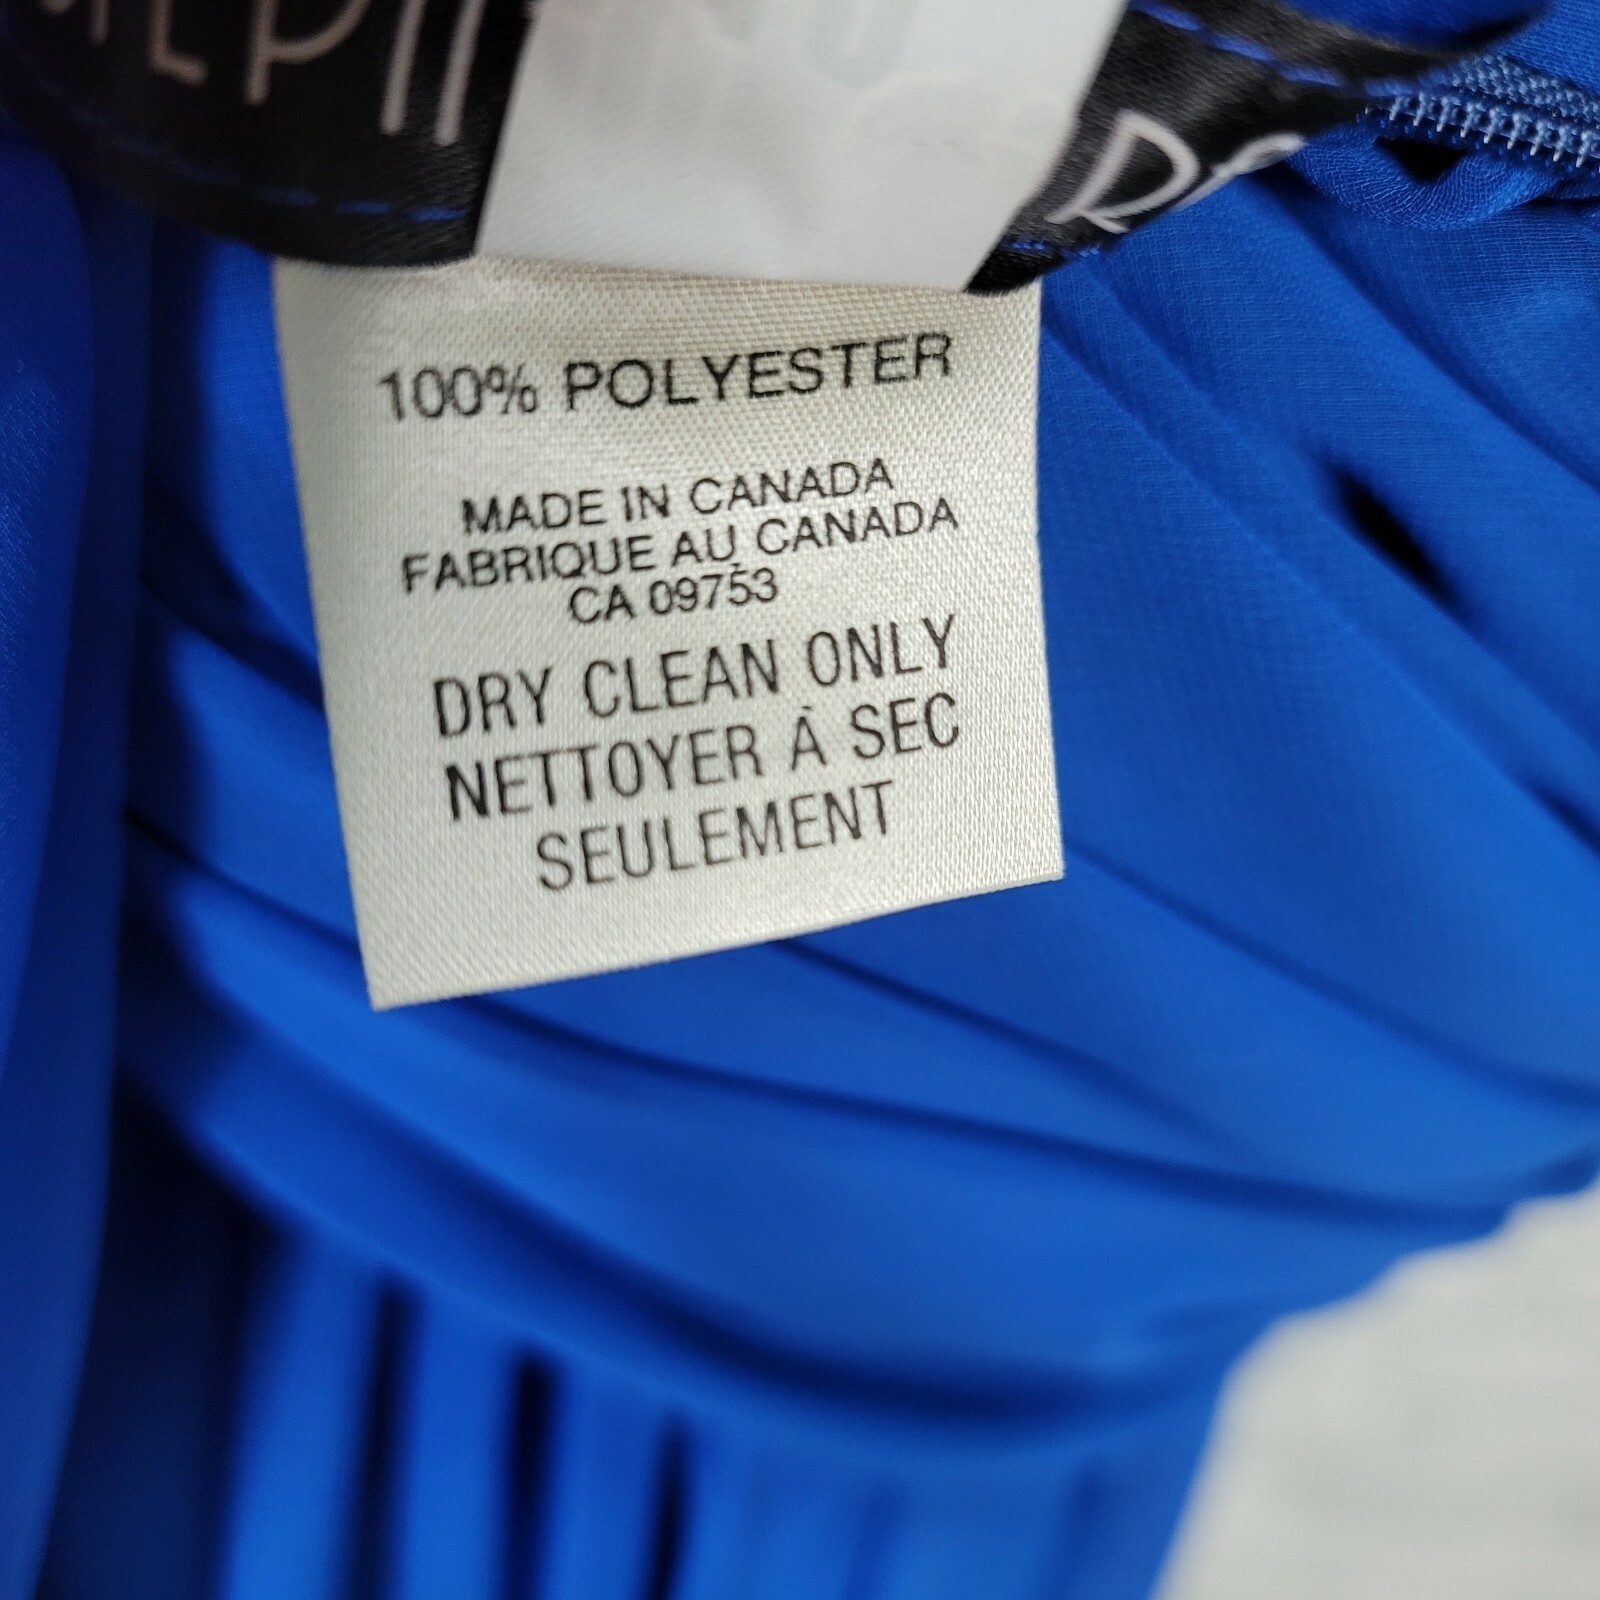 100% POLYESTER
MADE IN CANADA
FABRIQUE AU CANADA
CA 09753
DRY CLEAN ONLY
NETTOYER À SEC
SEULEMENT